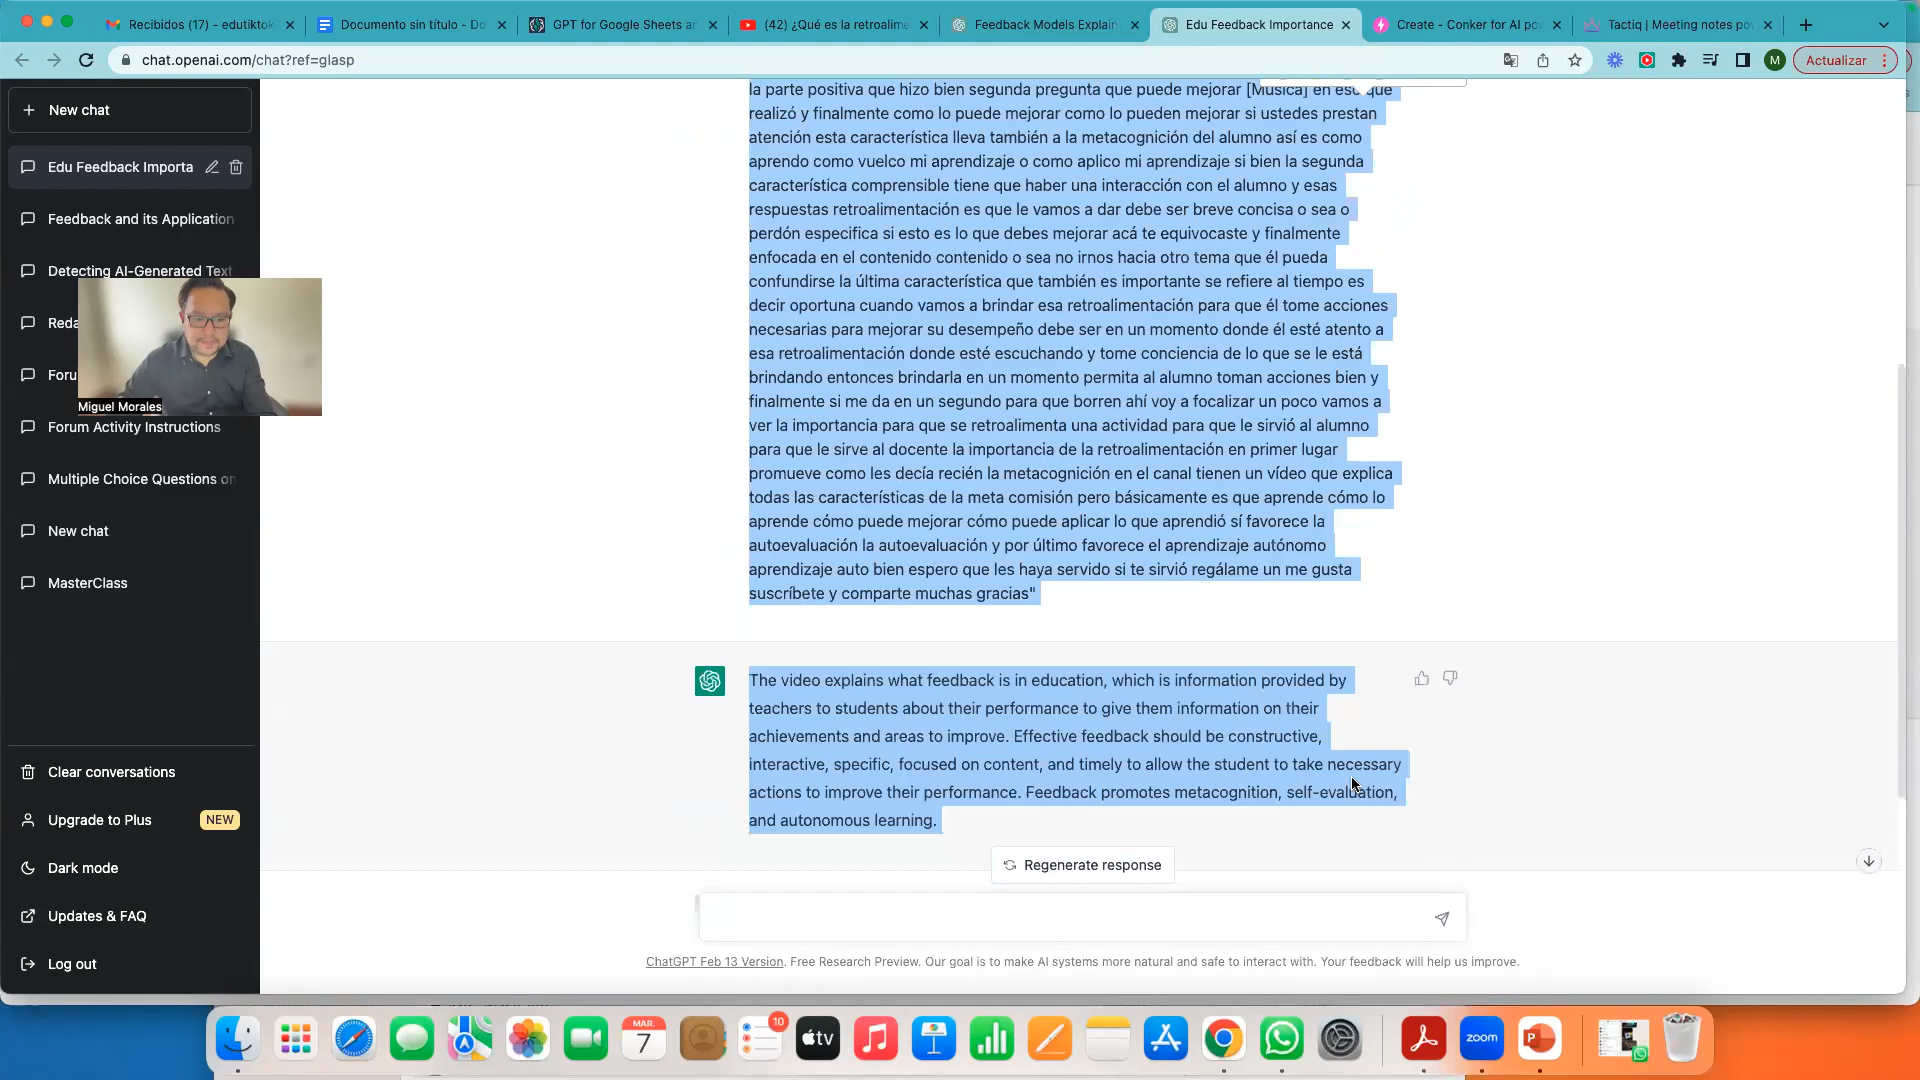 Recibidos (17) - edutiktok
Documento sin título - Do
GPT for Google Sheets an
(42) ¿Qué es la retroalime
Feedback Models Explain
Edu Feedback Importance
Create - Conker for AI po
Tactiq | Meeting notes po
chat.openai.com/chat?ref=glasp
M
Actualizar
New chat
Edu Feedback Importa
Feedback and its Application
Detecting AI-Generated Text
Reda
Foru
Miguel Morales
Forum Activity Instructions
Multiple Choice Questions on
New chat
MasterClass
Clear conversations
Upgrade to Plus
NEW
Dark mode
Updates & FAQ
Log out
la parte positiva que hizo bien segunda pregunta que puede mejorar [Música] en eso que
realizó y finalmente como lo puede mejorar como lo pueden mejorar si ustedes prestan
atención esta característica lleva también a la metacognición del alumno así es como
aprendo como vuelco mi aprendizaje o como aplico mi aprendizaje si bien la segunda
característica comprensible tiene que haber una interacción con el alumno y esas
respuestas retroalimentación es que le vamos a dar debe ser breve concisa o sea o
perdón especifica si esto es lo que debes mejorar acá te equivocaste y finalmente
enfocada en el contenido contenido o sea no irnos hacia otro tema que él pueda
confundirse la última característica que también es importante se refiere al tiempo es
decir oportuna cuando vamos a brindar esa retroalimentación para que él tome acciones
necesarias para mejorar su desempeño debe ser en un momento donde él esté atento a
esa retroalimentación donde esté escuchando y tome conciencia de lo que se le está
brindando entonces brindarla en un momento permita al alumno toman acciones bien y
finalmente si me da en un segundo para que borren ahí voy a focalizar un poco vamos a
ver la importancia para que se retroalimenta una actividad para que le sirvió al alumno
para que le sirve al docente la importancia de la retroalimentación en primer lugar
promueve como les decía recién la metacognición en el canal tienen un vídeo que explica
todas las características de la meta comisión pero básicamente es que aprende cómo lo
aprende cómo puede mejorar cómo puede aplicar lo que aprendió sí favorece la
autoevaluación la autoevaluación y por último favorece el aprendizaje autónomo
aprendizaje auto bien espero que les haya servido si te sirvió regálame un me gusta
suscríbete y comparte muchas gracias"
The video explains what feedback is in education, which is information provided by
teachers to students about their performance to give them information on their
achievements and areas to improve. Effective feedback should be constructive,
interactive, specific, focused on content, and timely to allow the student to take necessary
actions to improve their performance. Feedback promotes metacognition, self-evaluation,
and autonomous learning.
Regenerate response
ChatGPT Feb 13 Version. Free Research Preview. Our goal is to make AI systems more natural and safe to interact with. Your feedback will help us improve.
MAR.
7
10
tv
zoom